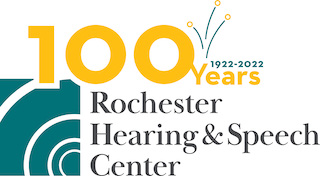 100
1922-2022
Years
Rochester
Hearing & Speech
Center